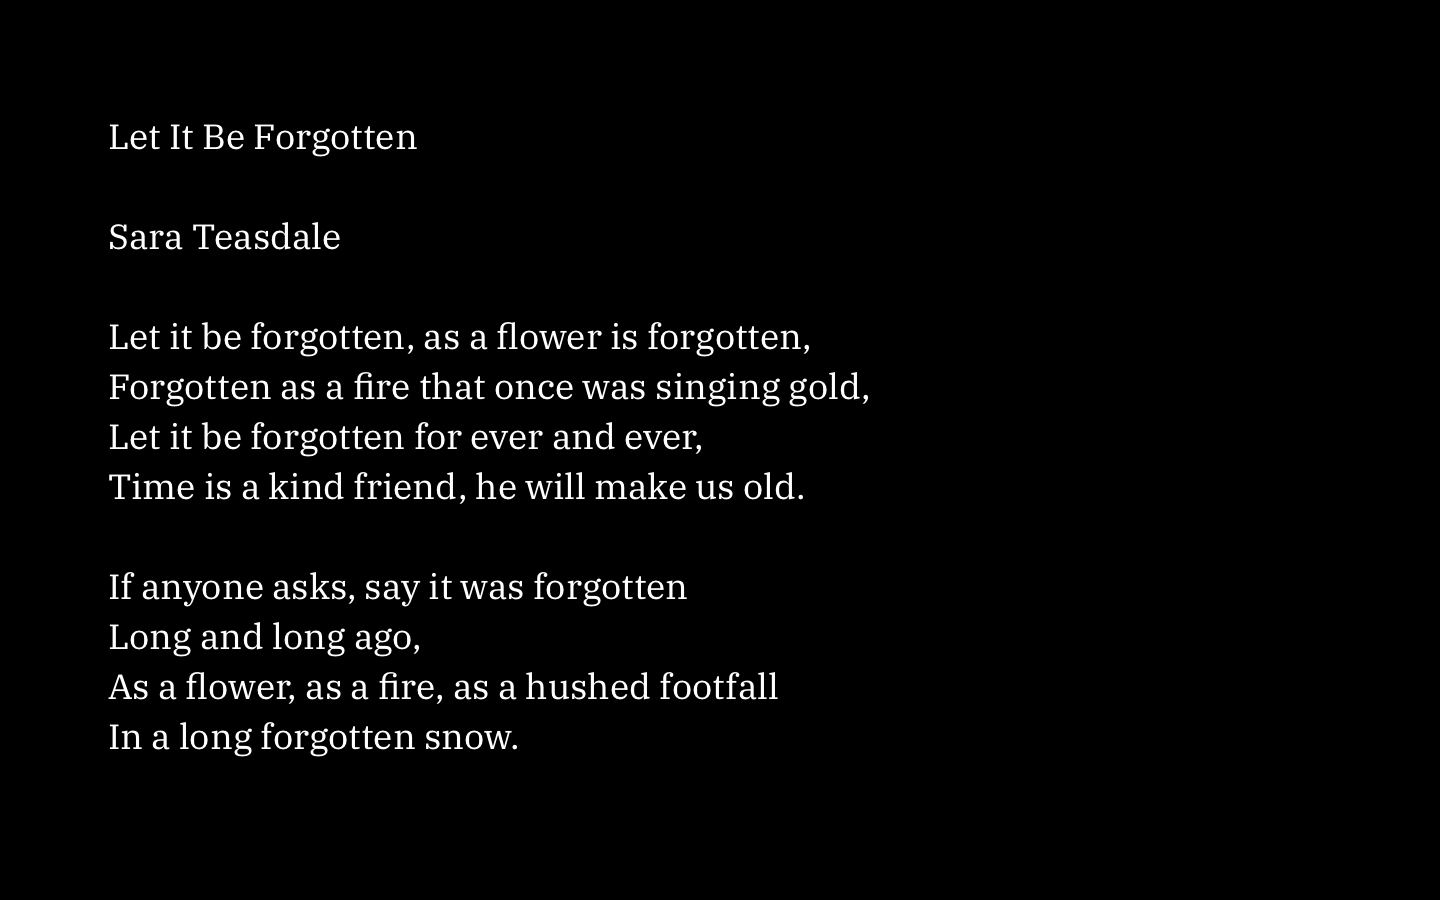 Let It Be Forgotten
Sara Teasdale
Let it be forgotten, as a flower is forgotten,
Forgotten as a fire that once was singing gold,
Let it be forgotten for ever and ever,
Time is a kind friend, he will make us old.
If anyone asks, say it was forgotten
Long and long ago,
As a flower, as a fire, as a hushed footfall
In a long forgotten snow.